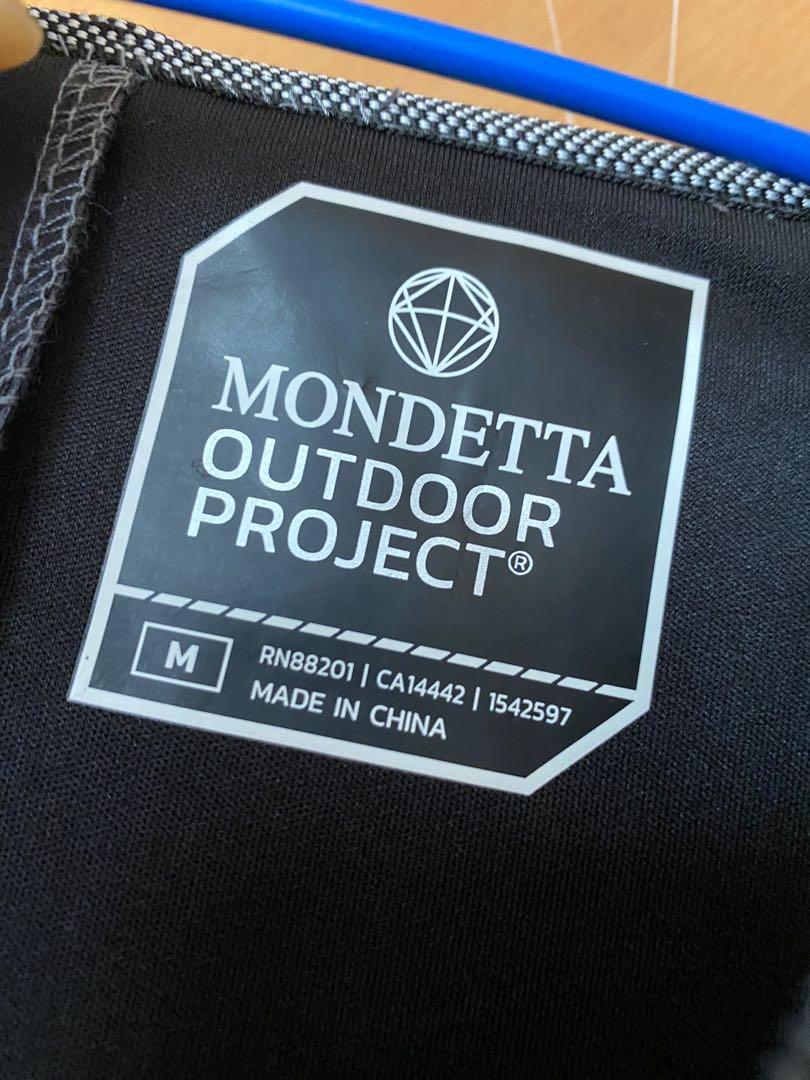 MONDETTA
OUTDOOR
PROJECT®
M
RN88201 | CA14442 | 1542597
MADE IN CHINA